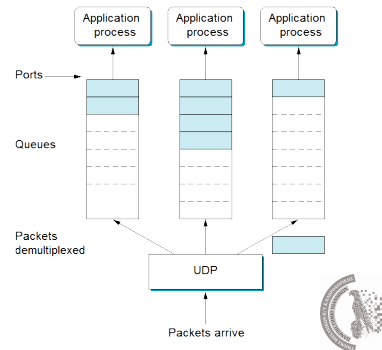 Application
process
Application
process
Application
process
Ports
Queues
Packets
demultiplexed
UDP
Packets arrive